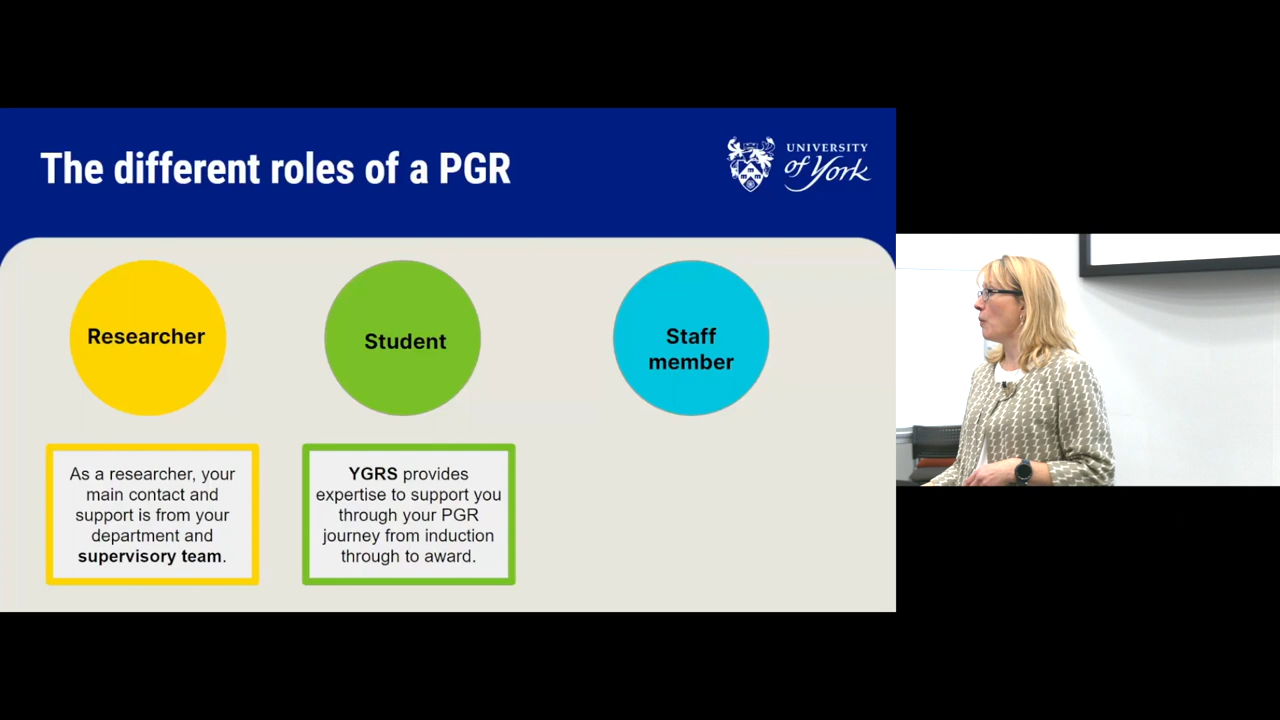 The different roles of a PGR
UNIVERSITY
of York
Researcher
Student
Staff
member
As a researcher, your
main contact and
support is from your
department and
supervisory team.
YGRS provides
expertise to support you
through your PGR
journey from induction
through to award.